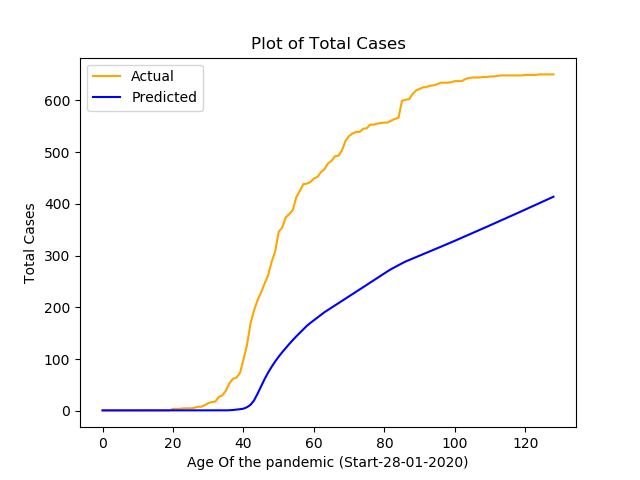 Plot of Total Cases
Actual
Predicted
600
500
400
300
200
100
0
Total Cases
0 20 40 60 80 100 120
Age Of the pandemic (Start-28-01-2020)